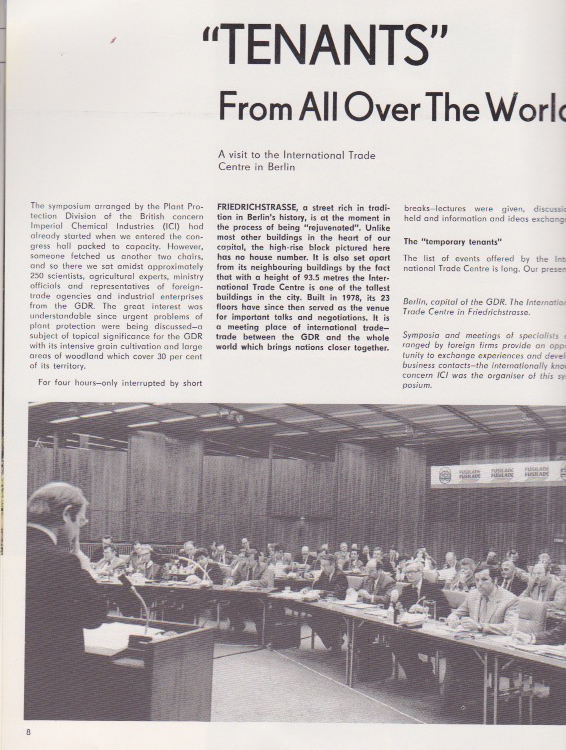 "TENANTS"
From All Over The World
A visit to the International Trade
Centre in Berlin
The symposium arranged by the Plant Pro-
tection Division of the British concern
Imperial Chemical Industries (ICI) had
already started when we entered the con-
gress hall packed to capacity. However,
someone fetched us another two chairs,
and so there we sat amidst approximately
250 scientists, agricultural experts, ministry
officials and representatives of foreign-
trade agencies and industrial enterprises
from the GDR. The great interest was
understandable since urgent problems of
plant protection were being discussed—a
subject of topical significance for the GDR
with its intensive grain cultivation and large
areas of woodland which cover 30 per cent
of its territory.
For four hours—only interrupted by short
FRIEDRICHSTRASSE, a street rich in tradi-
tion in Berlin's history, is at the moment in
the process of being "rejuvenated". Unlike
most other buildings in the heart of our
capital, the high-rise block pictured here
has no house number. It is also set apart
from its neighbouring buildings by the fact
that with a height of 93.5 metres the Inter-
national Trade Centre is one of the tallest
buildings in the city. Built in 1978, its 23
floors have since then served as the venue
for important talks and negotiations. It is
a meeting place of international trade—
trade between the GDR and the whole
world which brings nations closer together.
breaks—lectures were given, discussi
held and information and ideas exchang
The "temporary tenants"
The list of events offered by the Int
national Trade Centre is long. Our presen
Berlin, capital of the GDR. The Internatio
Trade Centre in Friedrichstrasse.
Symposia and meetings of specialists
ranged by foreign firms provide an oppo
tunity to exchange experiences and devel
business contacts—the internationally kno
concern ICI was the organiser of this sy
posium.
FUSILADE FUSILADE FUSILADE
FUSILADE FUSILADE FUSILADE
8